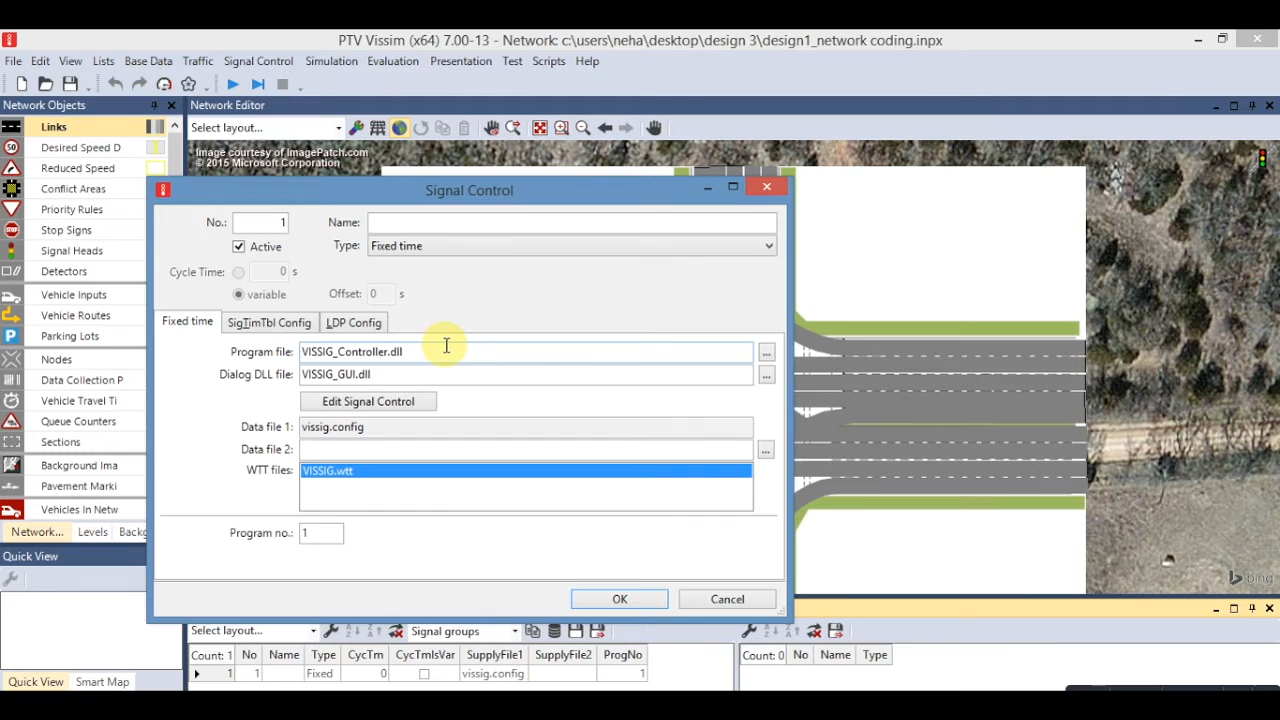 PTV Vissim (x64) 7.00-13 - Network: c:\users\neha\desktop\design 3\design1_network coding.inpx
File Edit View Lists Base Data Traffic Signal Control Simulation Evaluation Presentation Test Scripts Help
Network Objects
Network Editor
Links
Select layout...
Desired Speed D
Image courtesy of ImagePatch.com
© 2015 Microsoft Corporation
Reduced Speed
Conflict Areas
Priority Rules
Stop Signs
Signal Heads
Detectors
Vehicle Inputs
Vehicle Routes
Parking Lots
Nodes
Data Collection P
Vehicle Travel Ti
Queue Counters
Sections
Background Ima
Pavement Marki
Vehicles In Netw
Network... Levels Backg
Quick View
Quick View Smart Map
Signal Control
No.: 1 Name:
Active Type: Fixed time
Cycle Time: 0 s
variable Offset: 0 s
Fixed time SigTimTbl Config LDP Config
Program file: VISSIG_Controller.dll ...
Dialog DLL file: VISSIG_GUI.dll ...
Edit Signal Control
Data file 1: vissig.config
Data file 2: ...
WTT files: VISSIG.wtt
Program no.: 1
OK Cancel
bing
Select layout... Signal groups
Count: 1 No Name Type CycTm CycTmIsVar SupplyFile1 SupplyFile2 ProgNo
1 1 Fixed 0 vissig.config 1
Count: 0 No Name Type